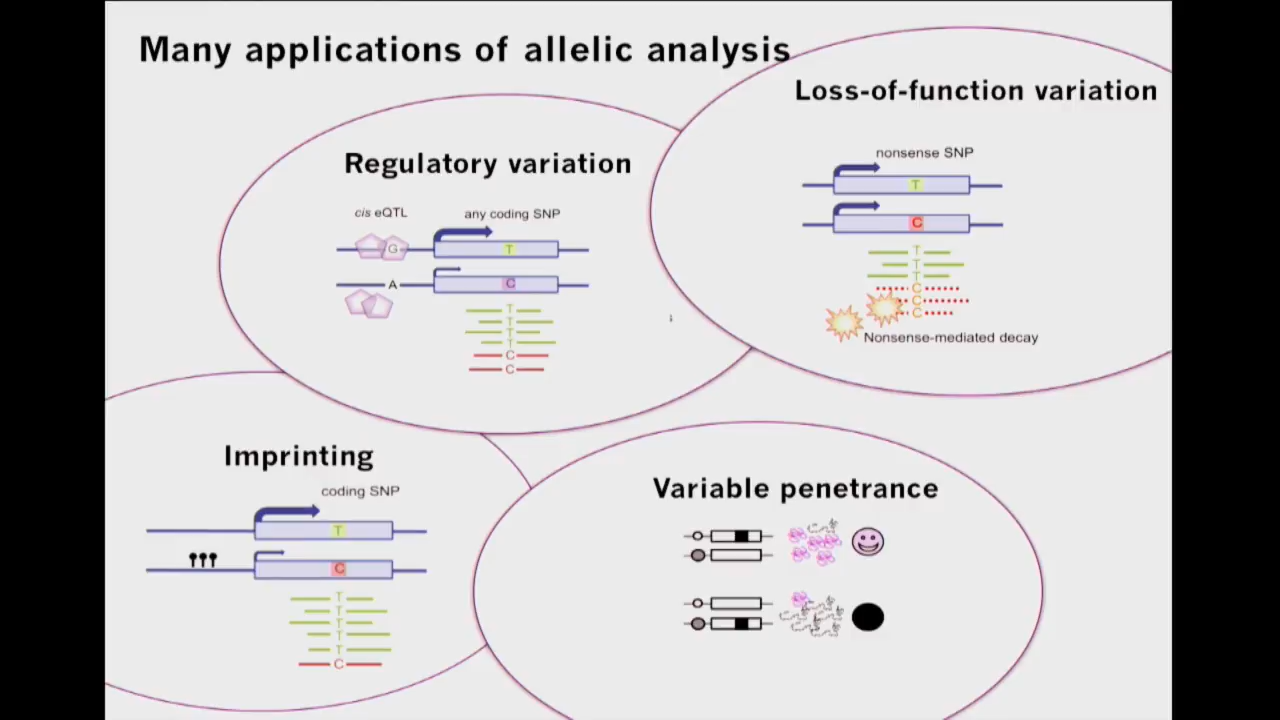 Many applications of allelic analysis
Loss-of-function variation
nonsense SNP
T
C
T
T
T
C
C
C
Nonsense-mediated decay
Regulatory variation
cis eQTL
any coding SNP
G
T
A
C
T
T
T
T
C
C
Imprinting
coding SNP
T
C
T
T
T
T
T
C
Variable penetrance